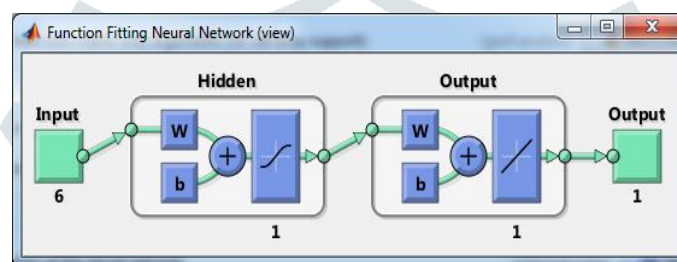 Function Fitting Neural Network (view)
Hidden
Output
Input
Output
W
b
W
b
6
1
1
1